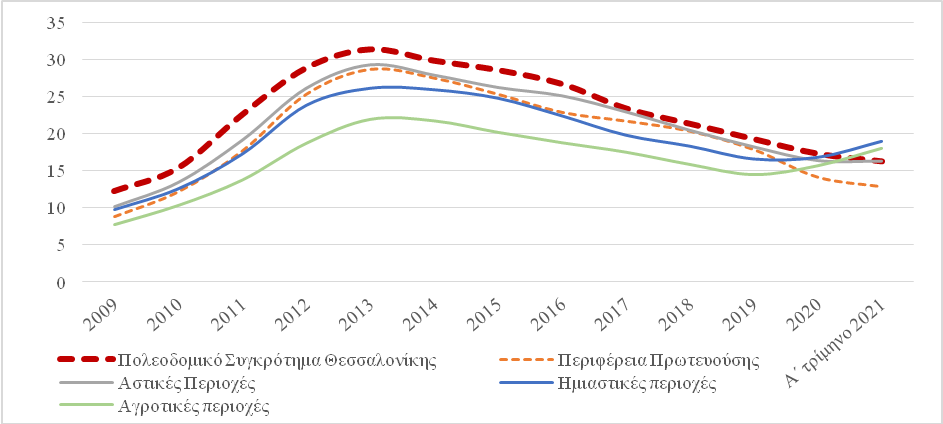 35
30
25
20
15
10
5
0
2009 2010 2011 2012 2013 2014 2015 2016 2017 2018 2019 2020 Α΄ τρίμηνο 2021
Πολεοδομικό Συγκρότημα Θεσσαλονίκης Περιφέρεια Πρωτευούσης
Αστικές Περιοχές Ημιαστικές περιοχές
Αγροτικές περιοχές